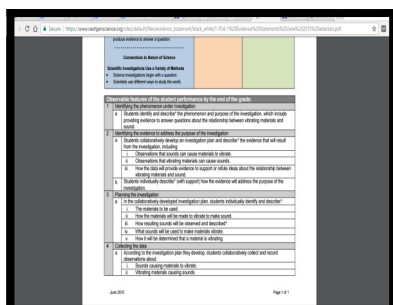 Secure | https://www.nextgenscience.org/sites/default/files/evidence_statement/black_white/1-PS4-1%20Evidence%20Statements%20June%202015%20asterisks.pdf
produce evidence to answer a question.
Connections to Nature of Science
Scientific Investigations Use a Variety of Methods
• Science investigations begin with a question.
• Scientists use different ways to study the world.
Observable features of the student performance by the end of the grade:
1 Identifying the phenomenon under investigation
a Students identify and describe* the phenomenon and purpose of the investigation, which include
providing evidence to answer questions about the relationship between vibrating materials and
sound.
2 Identifying the evidence to address the purpose of the investigation
a Students collaboratively develop an investigation plan and describe* the evidence that will result
from the investigation, including:
i. Observations that sounds can cause materials to vibrate.
ii. Observations that vibrating materials can cause sounds.
iii. How the data will provide evidence to support or refute ideas about the relationship between
vibrating materials and sound.
b Students individually describe* (with support) how the evidence will address the purpose of the
investigation.
3 Planning the investigation
a In the collaboratively developed investigation plan, students individually identify and describe*:
i. The materials to be used.
ii. How the materials will be made to vibrate to make sound.
iii. How resulting sounds will be observed and described*.
iv. What sounds will be used to make materials vibrate.
v. How it will be determined that a material is vibrating.
4 Collecting the data
a According to the investigation plan they develop, students collaboratively collect and record
observations about:
i. Sounds causing materials to vibrate.
ii. Vibrating materials causing sounds.
June 2015 Page 1 of 1